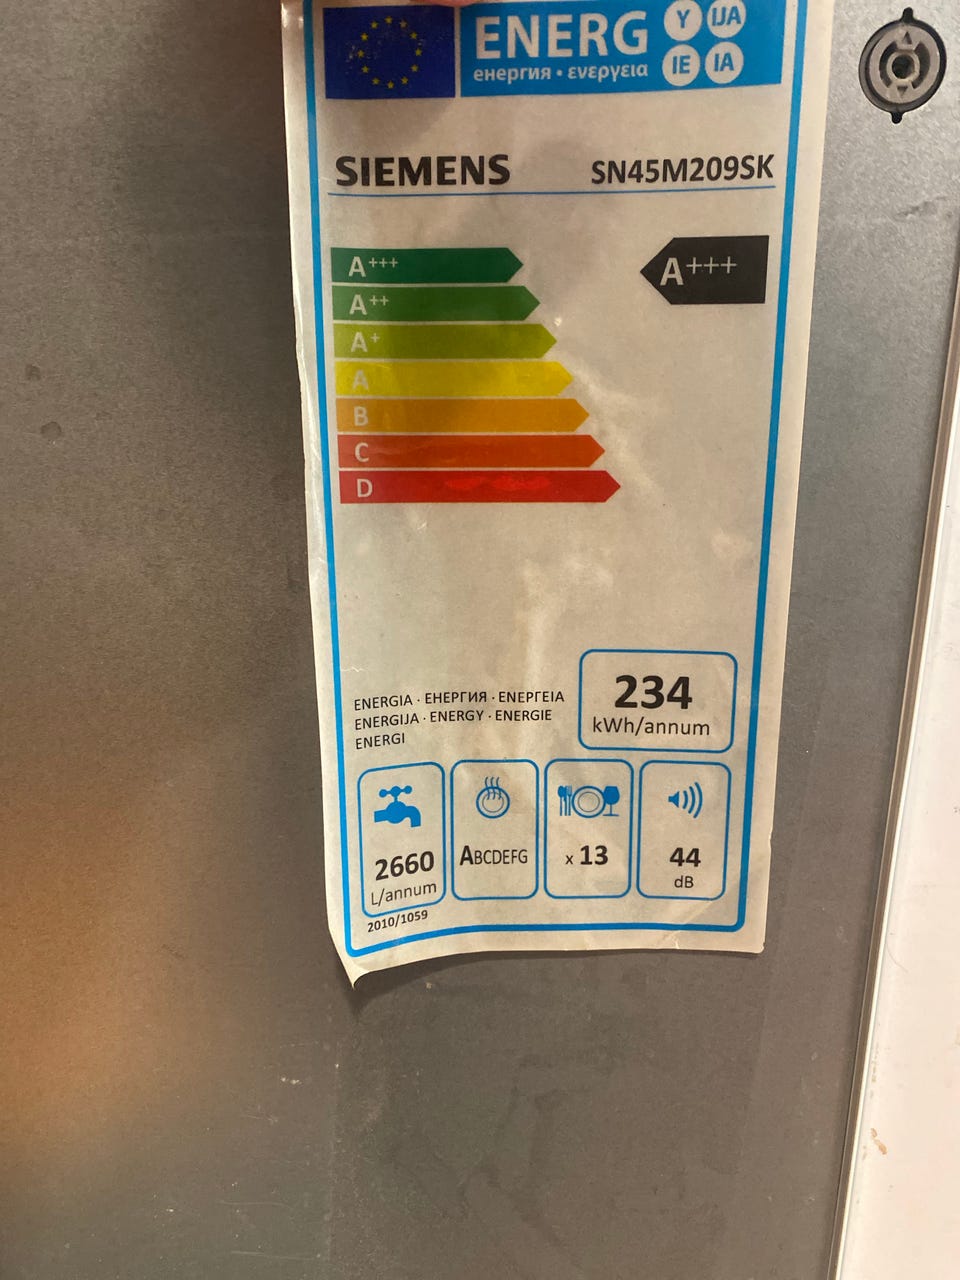 ENERG Y IJA
енергия · ενεργεια IE IA
SIEMENS SN45M209SK
A+++ A+++
A++
A+
A
B
C
D
ENERGIA · ЕНЕРГИЯ · ΕΝΕΡΓΕΙΑ
ENERGIJA · ENERGY · ENERGIE
ENERGI
234
kWh/annum
2660
L/annum
ABCDEFG
x 13
44
dB
2010/1059